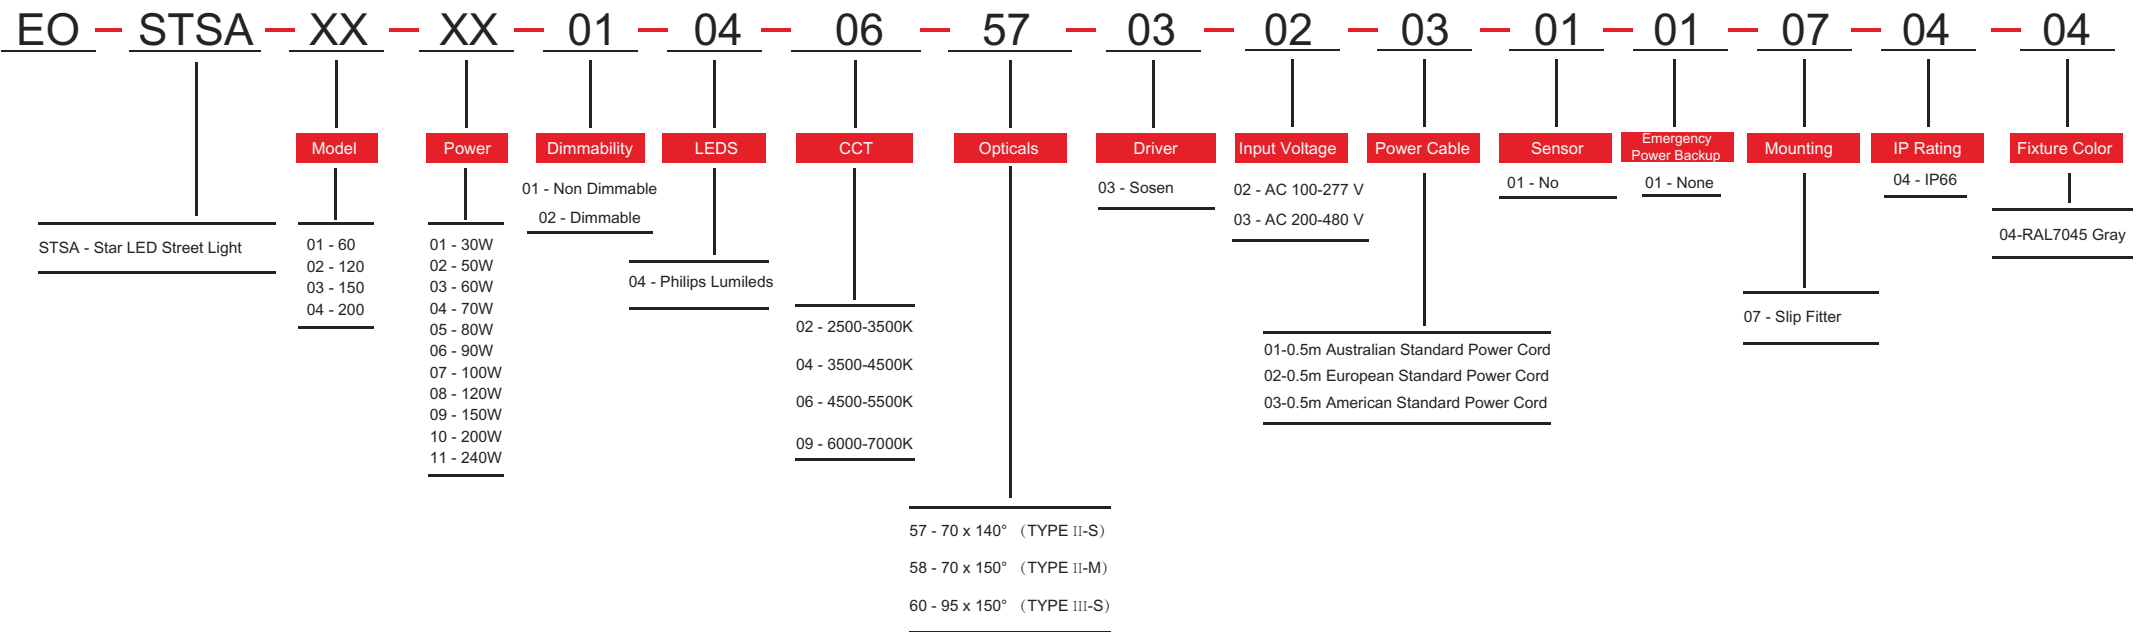 EO – STSA – XX – XX – 01 – 04 – 06 – 57 – 03 – 02 – 03 – 01 – 01 – 07 – 04 – 04
STSA - Star LED Street Light
Model
01 - 60
02 - 120
03 - 150
04 - 200
Power
01 - 30W
02 - 50W
03 - 60W
04 - 70W
05 - 80W
06 - 90W
07 - 100W
08 - 120W
09 - 150W
10 - 200W
11 - 240W
Dimmability
01 - Non Dimmable
02 - Dimmable
LEDS
04 - Philips Lumileds
CCT
02 - 2500-3500K
04 - 3500-4500K
06 - 4500-5500K
09 - 6000-7000K
Opticals
57 - 70 x 140° （TYPE II-S）
58 - 70 x 150° （TYPE II-M）
60 - 95 x 150° （TYPE III-S）
Driver
03 - Sosen
Input Voltage
02 - AC 100-277 V
03 - AC 200-480 V
Power Cable
01-0.5m Australian Standard Power Cord
02-0.5m European Standard Power Cord
03-0.5m American Standard Power Cord
Sensor
01 - No
Emergency
Power Backup
01 - None
Mounting
07 - Slip Fitter
IP Rating
04 - IP66
Fixture Color
04-RAL7045 Gray